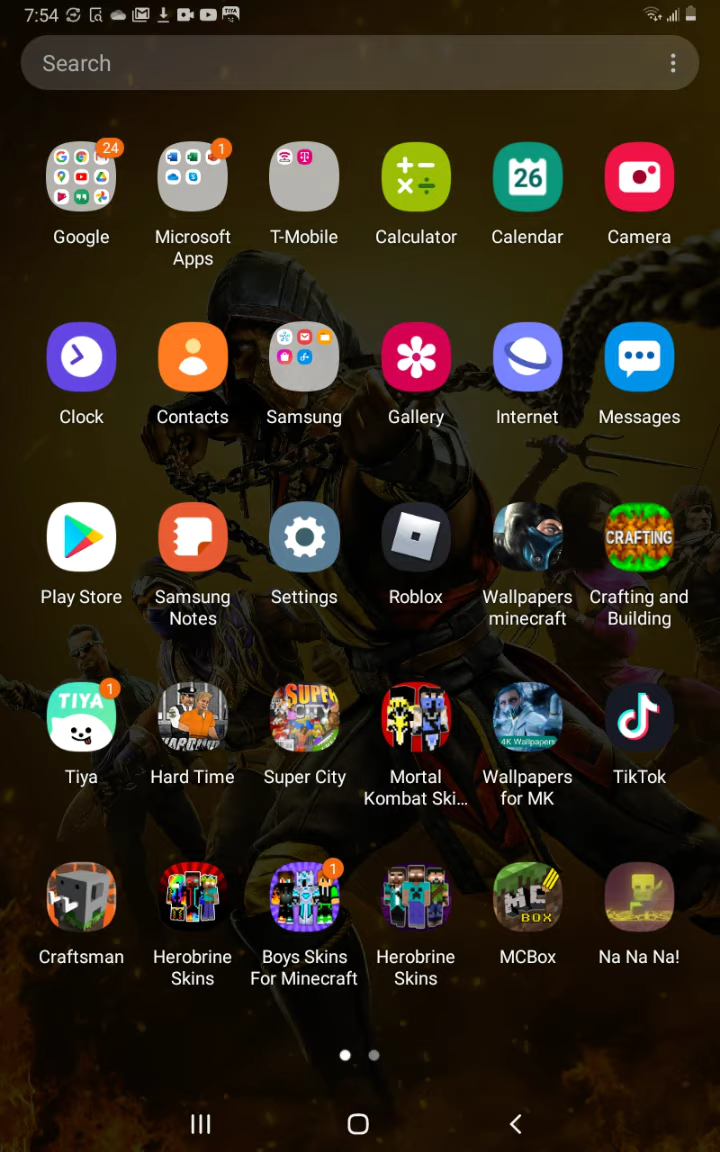 7:54
TIYA
Search
24
1
Google
Microsoft
Apps
T-Mobile
Calculator
26
Calendar
Camera
Clock
Contacts
Samsung
Gallery
Internet
Messages
CRAFTING
Play Store
Samsung
Notes
Settings
Roblox
Wallpapers
minecraft
Crafting and
Building
1
TIYA
SUPER
CITY
4K Wallpapers
Tiya
Hard Time
Super City
Mortal
Kombat Ski...
Wallpapers
for MK
TikTok
1
MC
BOX
Craftsman
Herobrine
Skins
Boys Skins
For Minecraft
Herobrine
Skins
MCBox
Na Na Na!